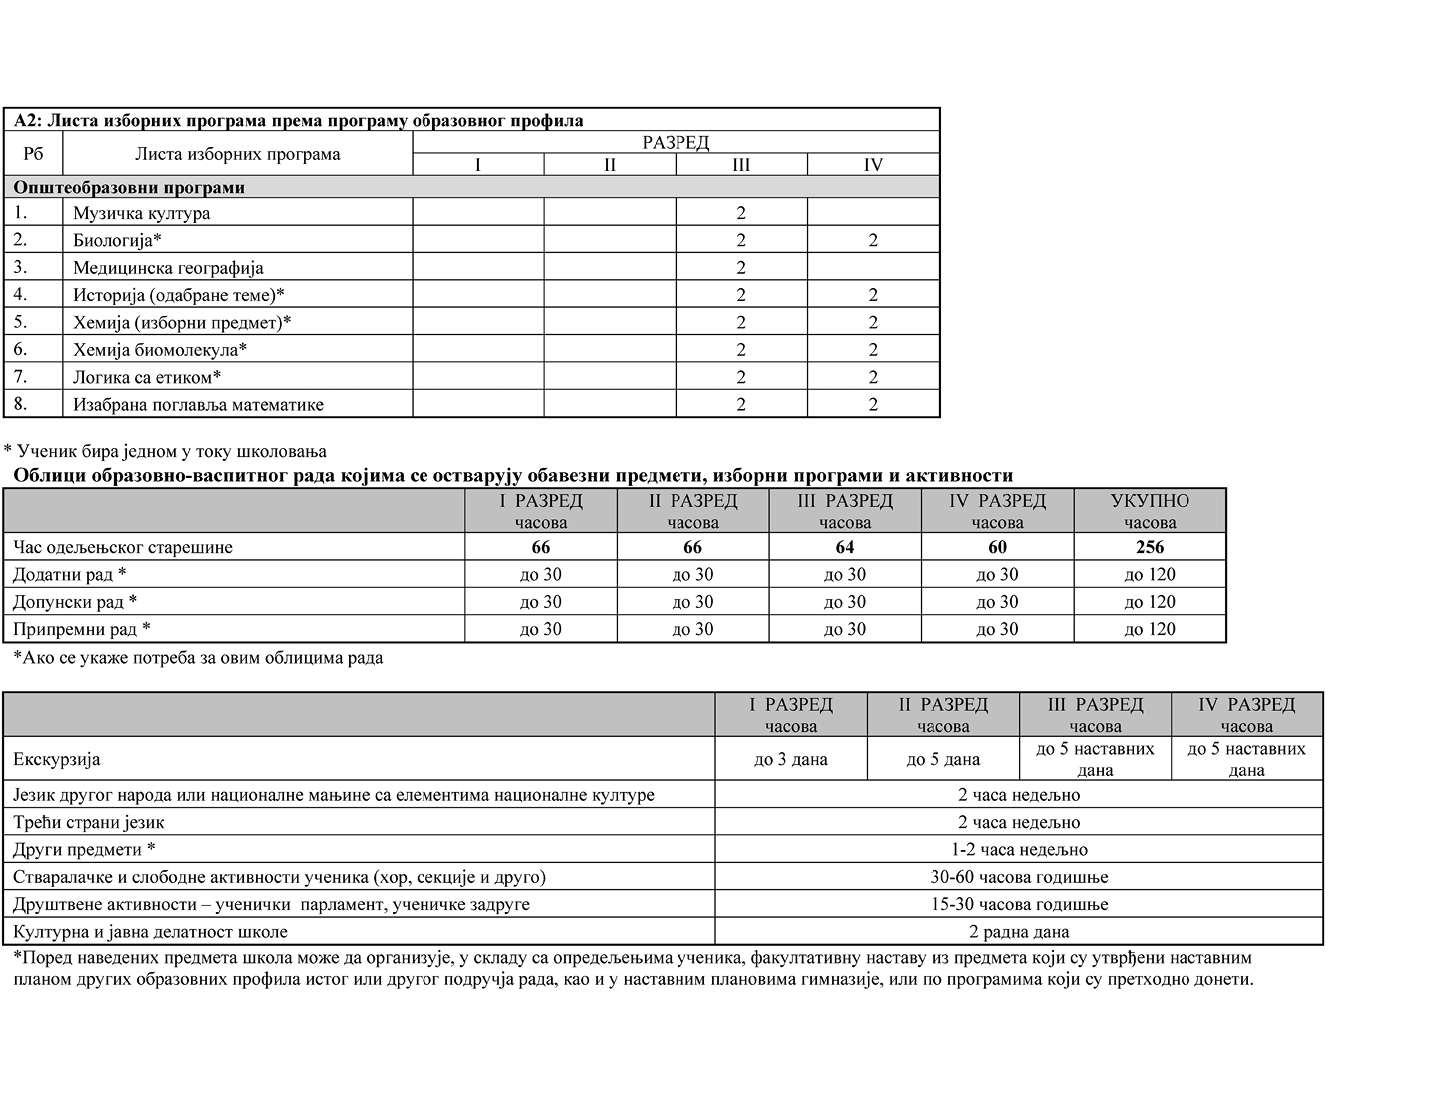 А2: Листа изборних програма према програму образовног профила
Рб Листа изборних програма РАЗРЕД
I II III IV
Општеобразовни програми
1. Музичка култура 2
2. Биологија* 2 2
3. Медицинска географија 2
4. Историја (одабране теме)* 2 2
5. Хемија (изборни предмет)* 2 2
6. Хемија биомолекула* 2 2
7. Логика са етиком* 2 2
8. Изабрана поглавља математике 2 2
* Ученик бира једном у току школовања
Облици образовно-васпитног рада којима се остварују обавезни предмети, изборни програми и активности
I РАЗРЕД II РАЗРЕД III РАЗРЕД IV РАЗРЕД УКУПНО
часова часова часова часова часова
Час одељењског старешине 66 66 64 60 256
Додатни рад * до 30 до 30 до 30 до 30 до 120
Допунски рад * до 30 до 30 до 30 до 30 до 120
Припремни рад * до 30 до 30 до 30 до 30 до 120
*Ако се укаже потреба за овим облицима рада
I РАЗРЕД II РАЗРЕД III РАЗРЕД IV РАЗРЕД
часова часова часова часова
Екскурзија до 3 дана до 5 дана до 5 наставних до 5 наставних
дана дана
Језик другог народа или националне мањине са елементима националне културе 2 часа недељно
Трећи страни језик 2 часа недељно
Други предмети * 1-2 часа недељно
Стваралачке и слободне активности ученика (хор, секције и друго) 30-60 часова годишње
Друштвене активности – ученички парламент, ученичке задруге 15-30 часова годишње
Културна и јавна делатност школе 2 радна дана
*Поред наведених предмета школа може да организује, у складу са опредељењима ученика, факултативну наставу из предмета који су утврђени наставним
планом других образовних профила истог или другог подручја рада, као и у наставним плановима гимназије, или по програмима који су претходно донети.